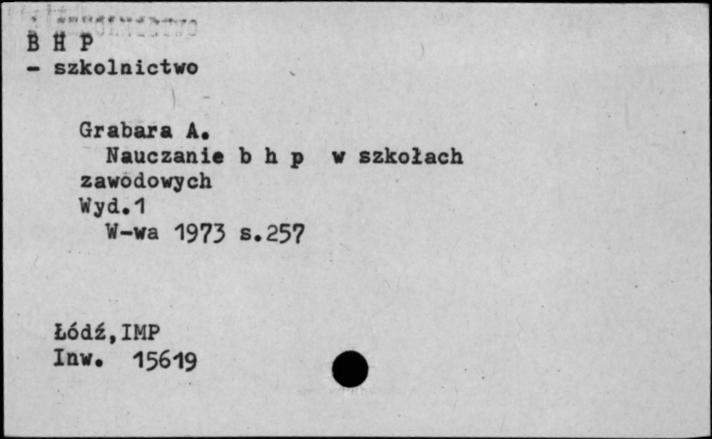 B H P
- szkolnictwo
Grabara A.
Nauczanie b h p w szkołach
zawodowych
Wyd.1
W-wa 1973 s.257
Łódź,IMP
Inw. 15619